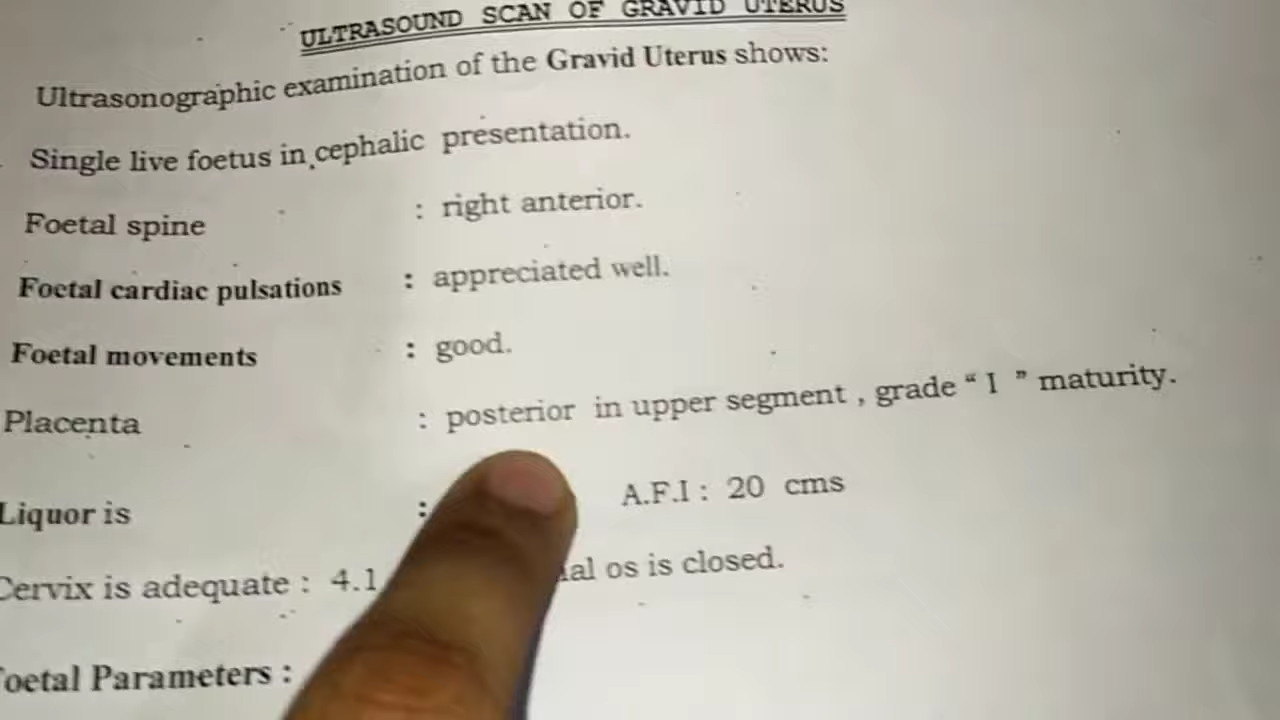 ULTRASOUND SCAN OF GRAVID UTERUS
Ultrasonographic examination of the Gravid Uterus shows:
Single live foetus in cephalic presentation.
Foetal spine : right anterior.
Foetal cardiac pulsations : appreciated well.
Foetal movements : good.
Placenta : posterior in upper segment , grade “ I ” maturity.
Liquor is : A.F.I : 20 cms
Cervix is adequate : 4.1 os is closed.
Foetal Parameters :